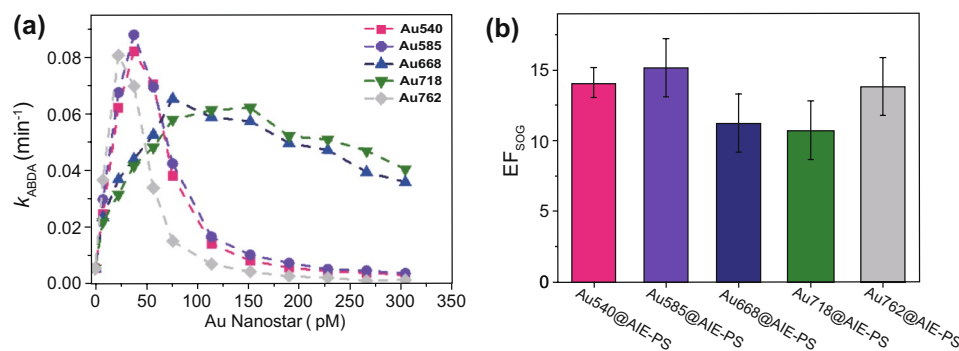 (a)
Au540
Au585
Au668
Au718
Au762
0.08
0.06
0.04
0.02
0.00
k_ABDA (min⁻¹)
0 50 100 150 200 250 300 350
Au Nanostar ( pM)
(b)
15
10
5
0
EF_SOG
Au540@AIE-PS
Au585@AIE-PS
Au668@AIE-PS
Au718@AIE-PS
Au762@AIE-PS